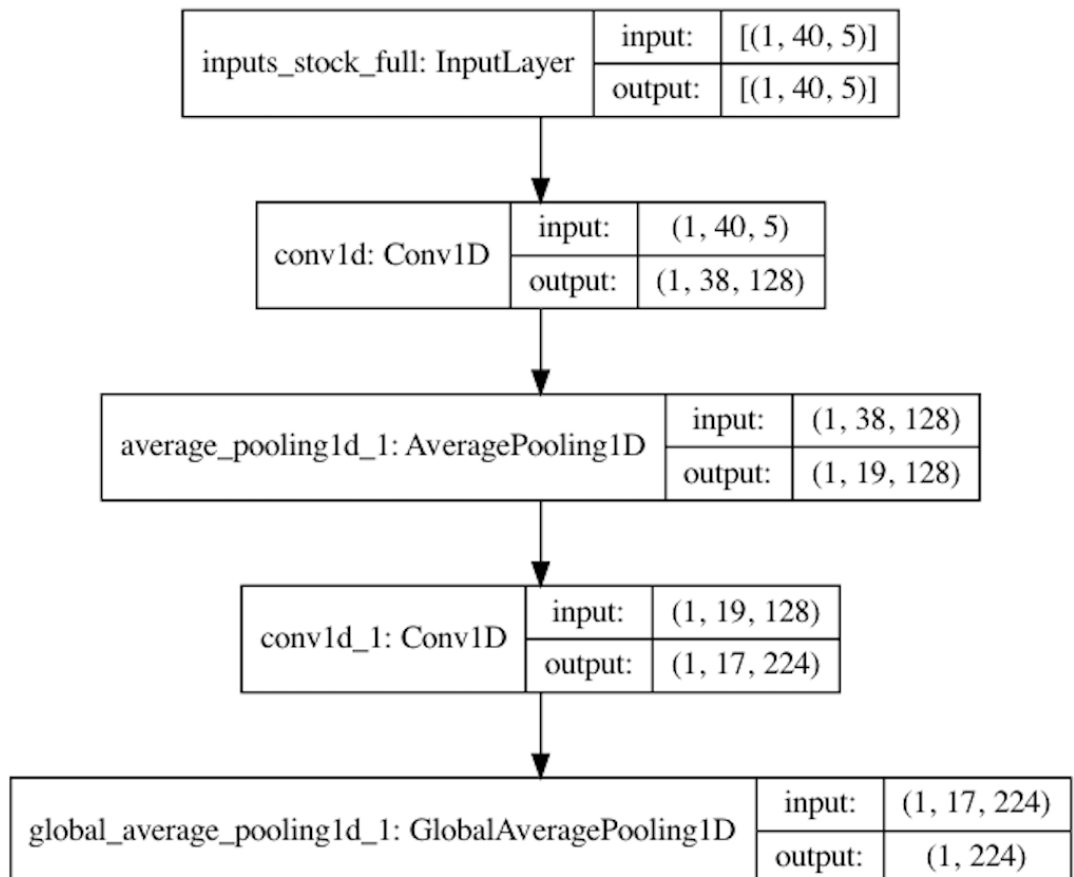 inputs_stock_full: InputLayer
input: [(1, 40, 5)]
output: [(1, 40, 5)]
conv1d: Conv1D
input: (1, 40, 5)
output: (1, 38, 128)
average_pooling1d_1: AveragePooling1D
input: (1, 38, 128)
output: (1, 19, 128)
conv1d_1: Conv1D
input: (1, 19, 128)
output: (1, 17, 224)
global_average_pooling1d_1: GlobalAveragePooling1D
input: (1, 17, 224)
output: (1, 224)